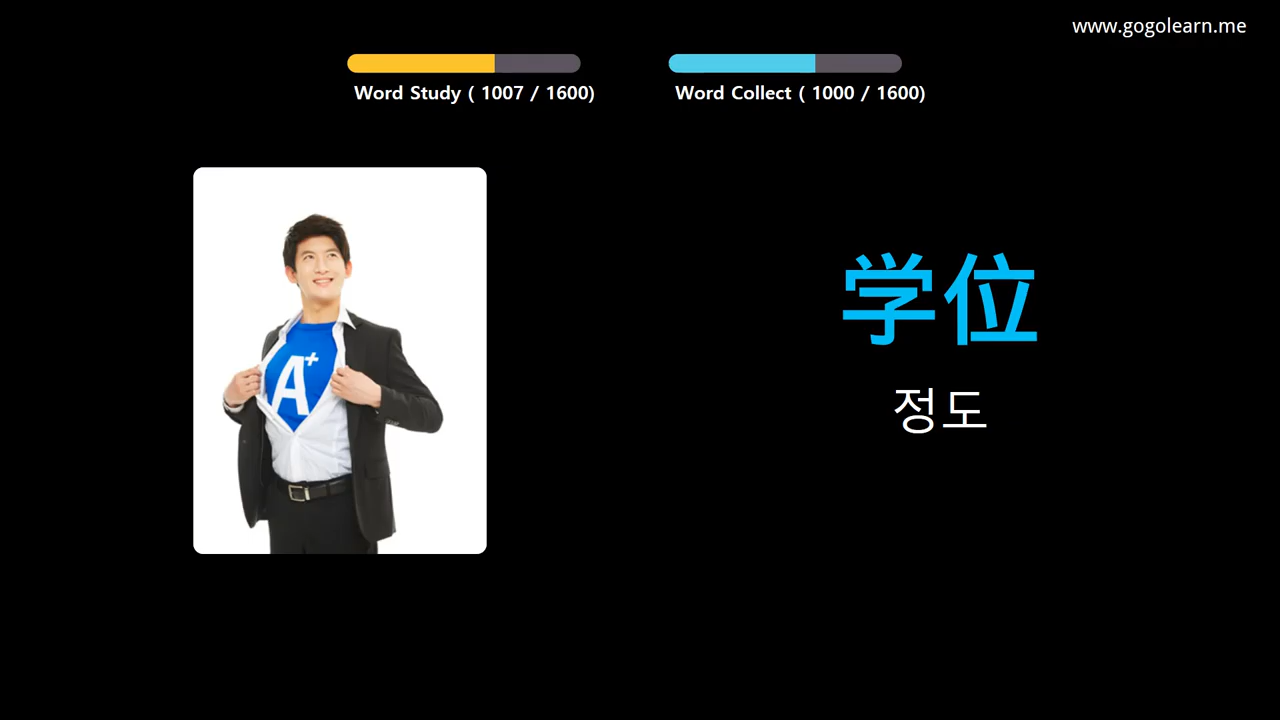 www.gogolearn.me
Word Study ( 1007 / 1600)
Word Collect ( 1000 / 1600)
A+
学位
정도